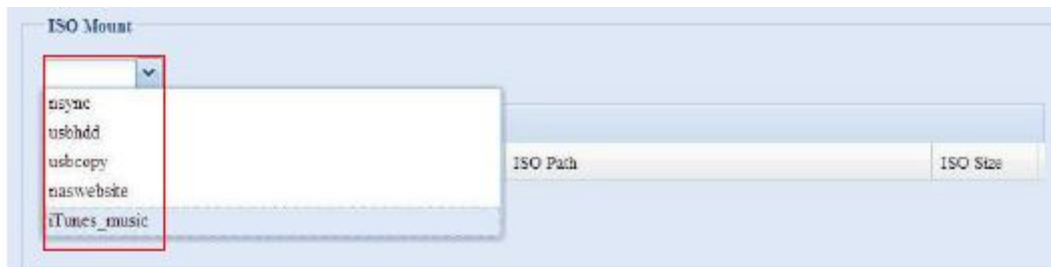 ISO Mount
nsync
usbhdd
usbcopy
naswebsite
iTunes_music
ISO Path
ISO Size